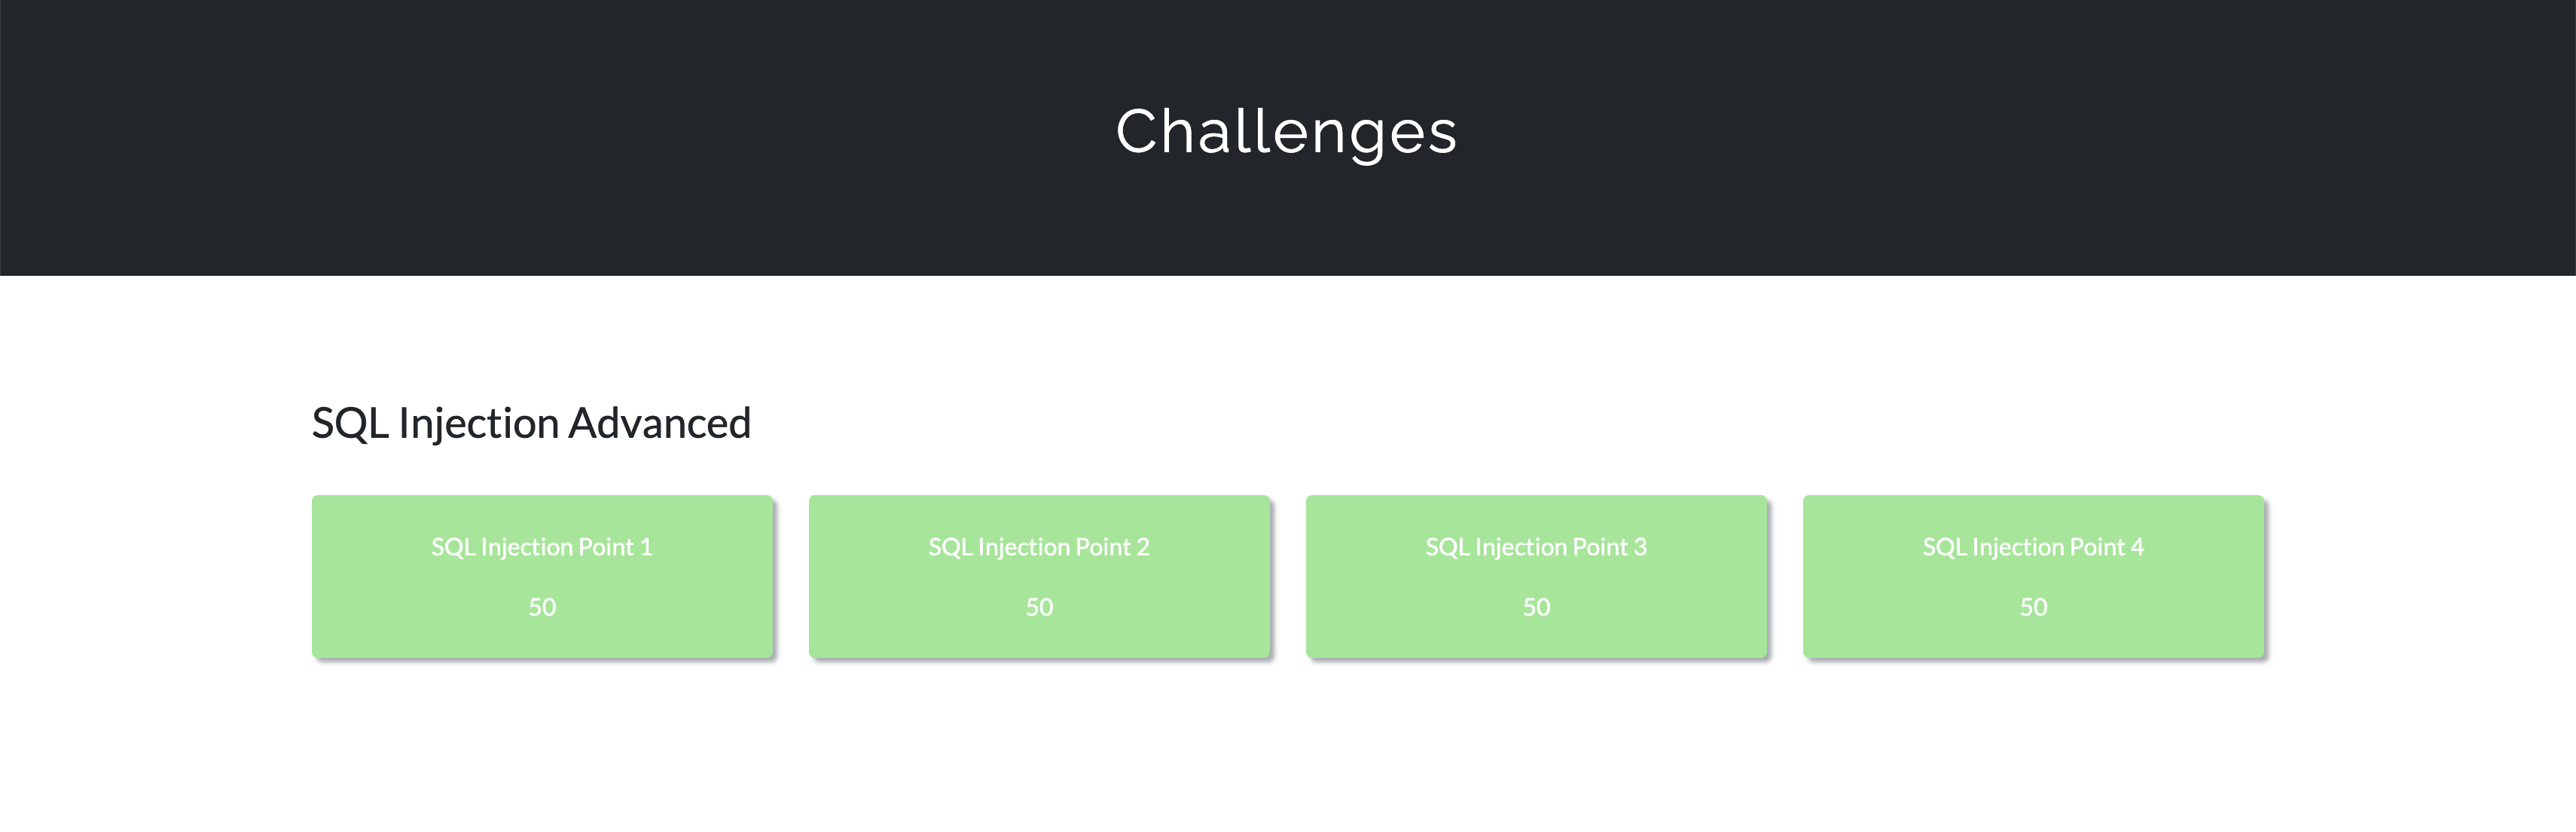 Challenges
SQL Injection Advanced
SQL Injection Point 1
50
SQL Injection Point 2
50
SQL Injection Point 3
50
SQL Injection Point 4
50